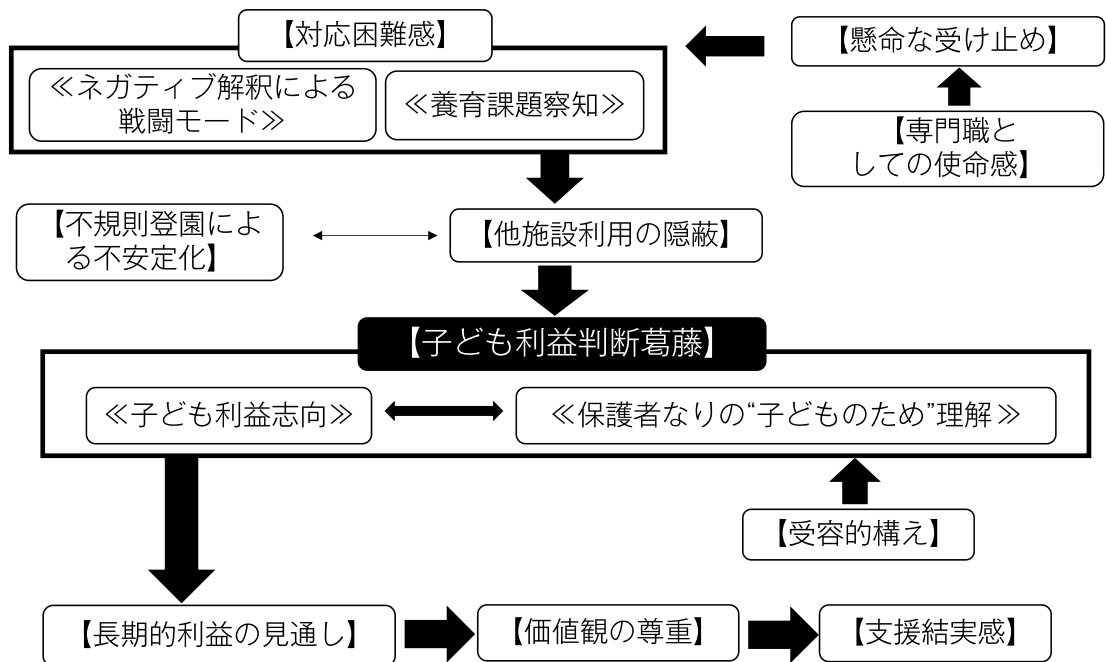 【対応困難感】
【懸命な受け止め】
≪ネガティブ解釈による
戦闘モード≫
≪養育課題察知≫
【専門職と
しての使命感】
【不規則登園によ
る不安定化】
【他施設利用の隠蔽】
【子ども利益判断葛藤】
≪子ども利益志向≫
≪保護者なりの“子どものため”理解≫
【受容的構え】
【長期的利益の見通し】
【価値観の尊重】
【支援結実感】